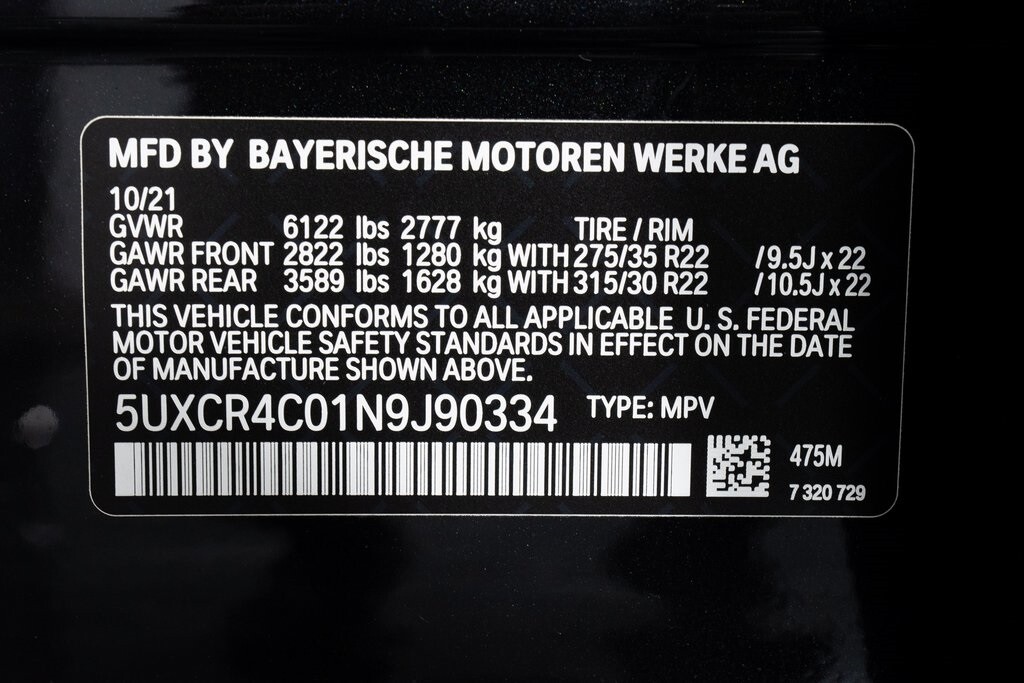 MFD BY BAYERISCHE MOTOREN WERKE AG
10/21
GVWR 6122 lbs 2777 kg TIRE / RIM
GAWR FRONT 2822 lbs 1280 kg WITH 275/35 R22 / 9.5J x 22
GAWR REAR 3589 lbs 1628 kg WITH 315/30 R22 / 10.5J x 22
THIS VEHICLE CONFORMS TO ALL APPLICABLE U. S. FEDERAL
MOTOR VEHICLE SAFETY STANDARDS IN EFFECT ON THE DATE
OF MANUFACTURE SHOWN ABOVE.
5UXCR4C01N9J90334 TYPE: MPV
475M
7 320 729